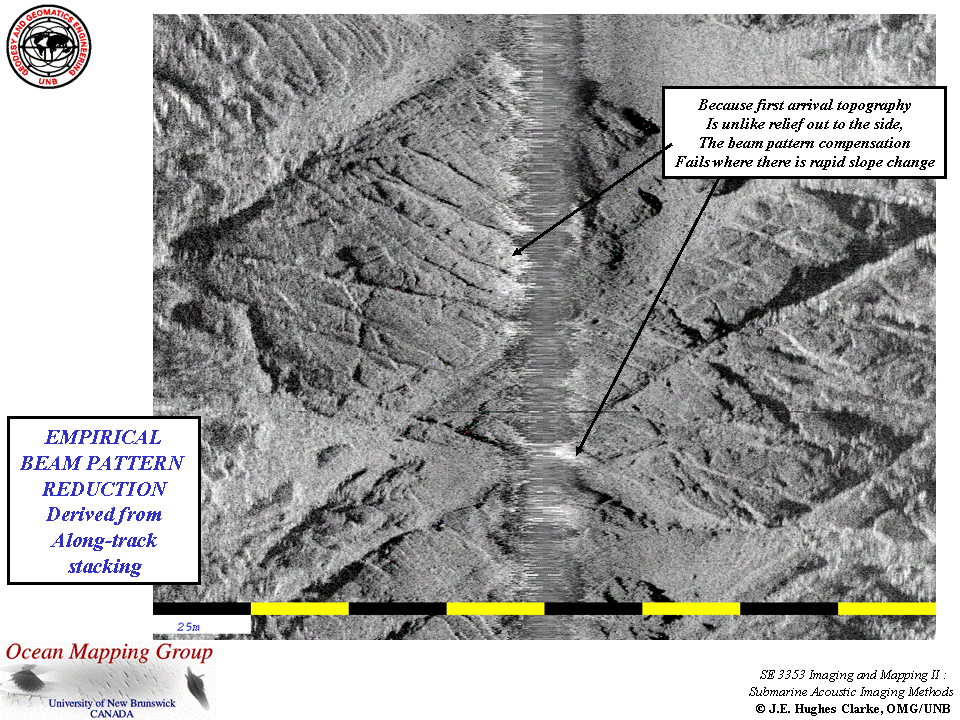 GEODESY AND GEOMATICS ENGINEERING
UNB
Because first arrival topography
Is unlike relief out to the side,
The beam pattern compensation
Fails where there is rapid slope change
EMPIRICAL
BEAM PATTERN
REDUCTION
Derived from
Along-track
stacking
25m
Ocean Mapping Group
University of New Brunswick
CANADA
SE 3353 Imaging and Mapping II :
Submarine Acoustic Imaging Methods
© J.E. Hughes Clarke, OMG/UNB